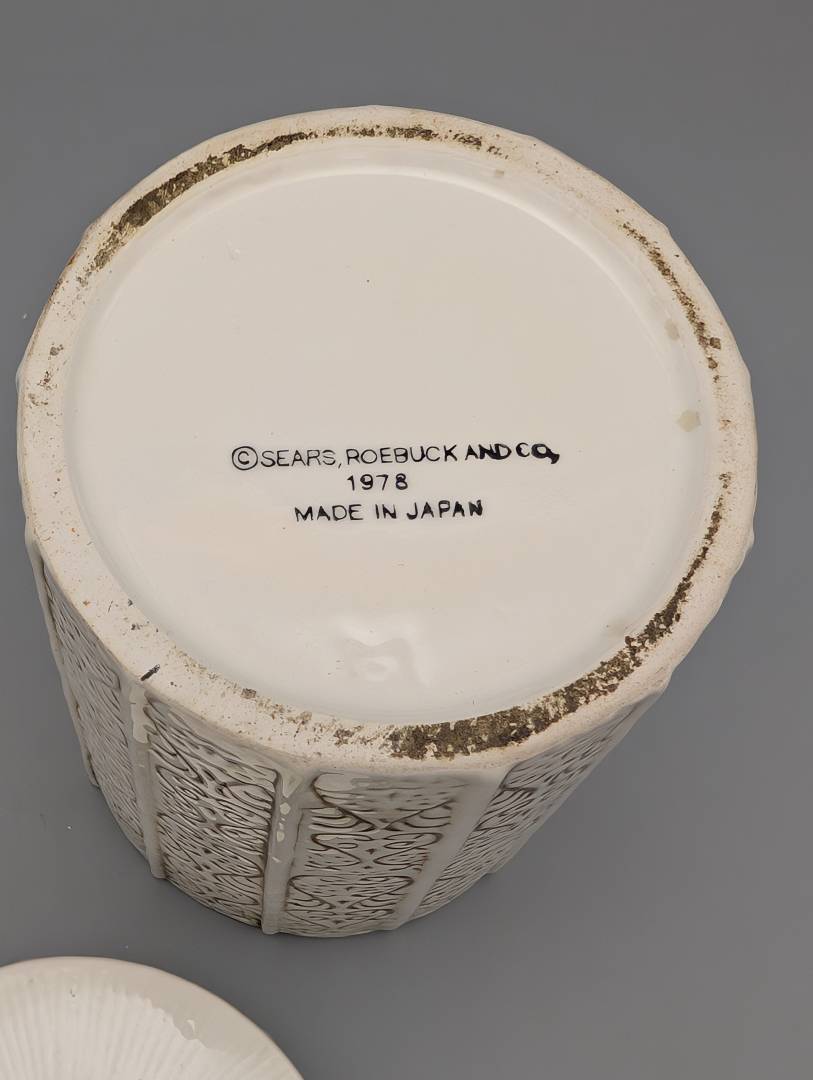 ©SEARS, ROEBUCK AND CO,
1978
MADE IN JAPAN